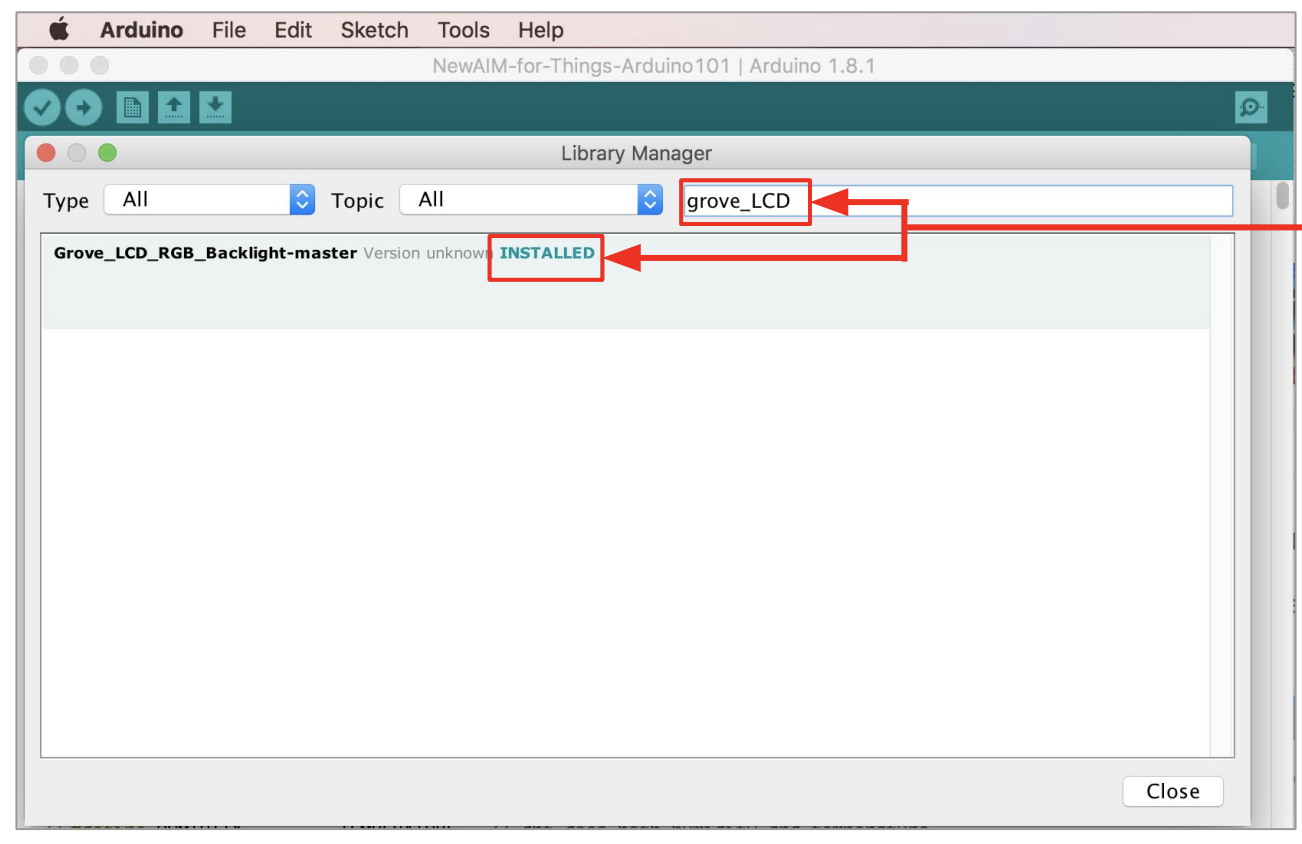 Arduino File Edit Sketch Tools Help
NewAIM-for-Things-Arduino101 | Arduino 1.8.1
Library Manager
Type All Topic All grove_LCD
Grove_LCD_RGB_Backlight-master Version unknown INSTALLED
Close